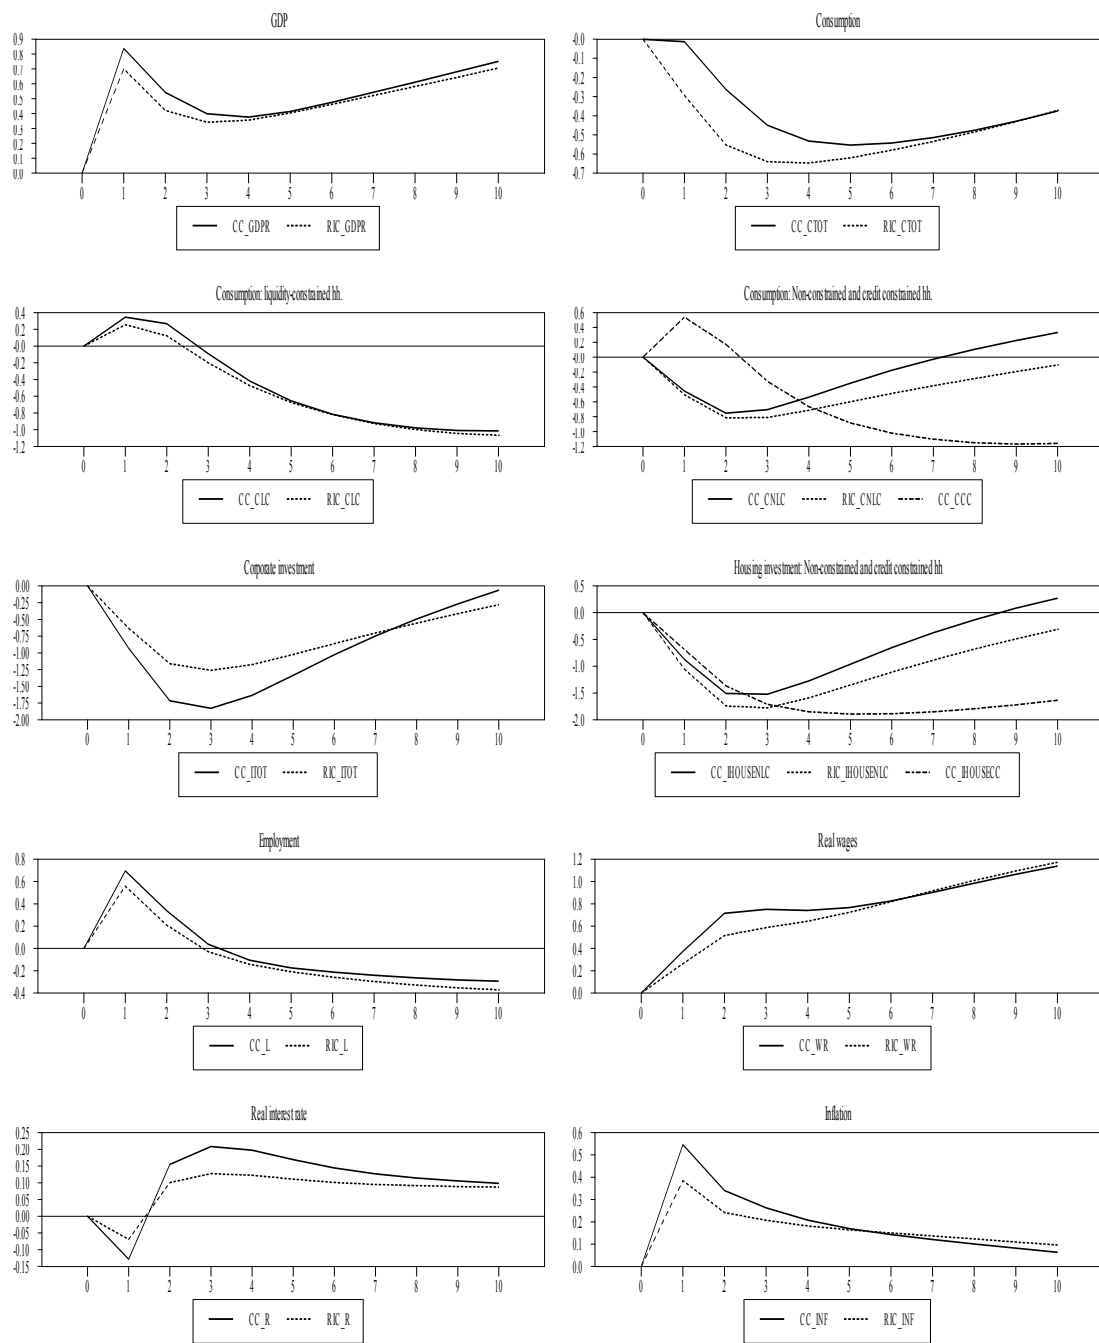 GDP
0.9
0.8
0.7
0.6
0.5
0.4
0.3
0.2
0.1
0.0
0 1 2 3 4 5 6 7 8 9 10
CC_GDPR RIC_GDPR
Consumption
-0.0
-0.1
-0.2
-0.3
-0.4
-0.5
-0.6
-0.7
0 1 2 3 4 5 6 7 8 9 10
CC_CTOT RIC_CTOT
Consumption: liquidity-constrained hh.
0.4
0.2
-0.0
-0.2
-0.4
-0.6
-0.8
-1.0
-1.2
0 1 2 3 4 5 6 7 8 9 10
CC_CLC RIC_CLC
Consumption: Non-constrained and credit constrained hh.
0.6
0.4
0.2
-0.0
-0.2
-0.4
-0.6
-0.8
-1.0
-1.2
0 1 2 3 4 5 6 7 8 9 10
CC_CNLC RIC_CNLC CC_CCC
Corporate investment
0.00
-0.25
-0.50
-0.75
-1.00
-1.25
-1.50
-1.75
-2.00
0 1 2 3 4 5 6 7 8 9 10
CC_ITOT RIC_ITOT
Housing investment: Non-constrained and credit constrained hh
0.5
0.0
-0.5
-1.0
-1.5
-2.0
0 1 2 3 4 5 6 7 8 9 10
CC_IHOUSENLC RIC_IHOUSENLC CC_IHOUSECC
Employment
0.8
0.6
0.4
0.2
0.0
-0.2
-0.4
0 1 2 3 4 5 6 7 8 9 10
CC_L RIC_L
Real wages
1.2
1.0
0.8
0.6
0.4
0.2
0.0
0 1 2 3 4 5 6 7 8 9 10
CC_WR RIC_WR
Real interest rate
0.25
0.20
0.15
0.10
0.05
0.00
-0.05
-0.10
-0.15
0 1 2 3 4 5 6 7 8 9 10
CC_R RIC_R
Inflation
0.6
0.5
0.4
0.3
0.2
0.1
0.0
0 1 2 3 4 5 6 7 8 9 10
CC_INF RIC_INF